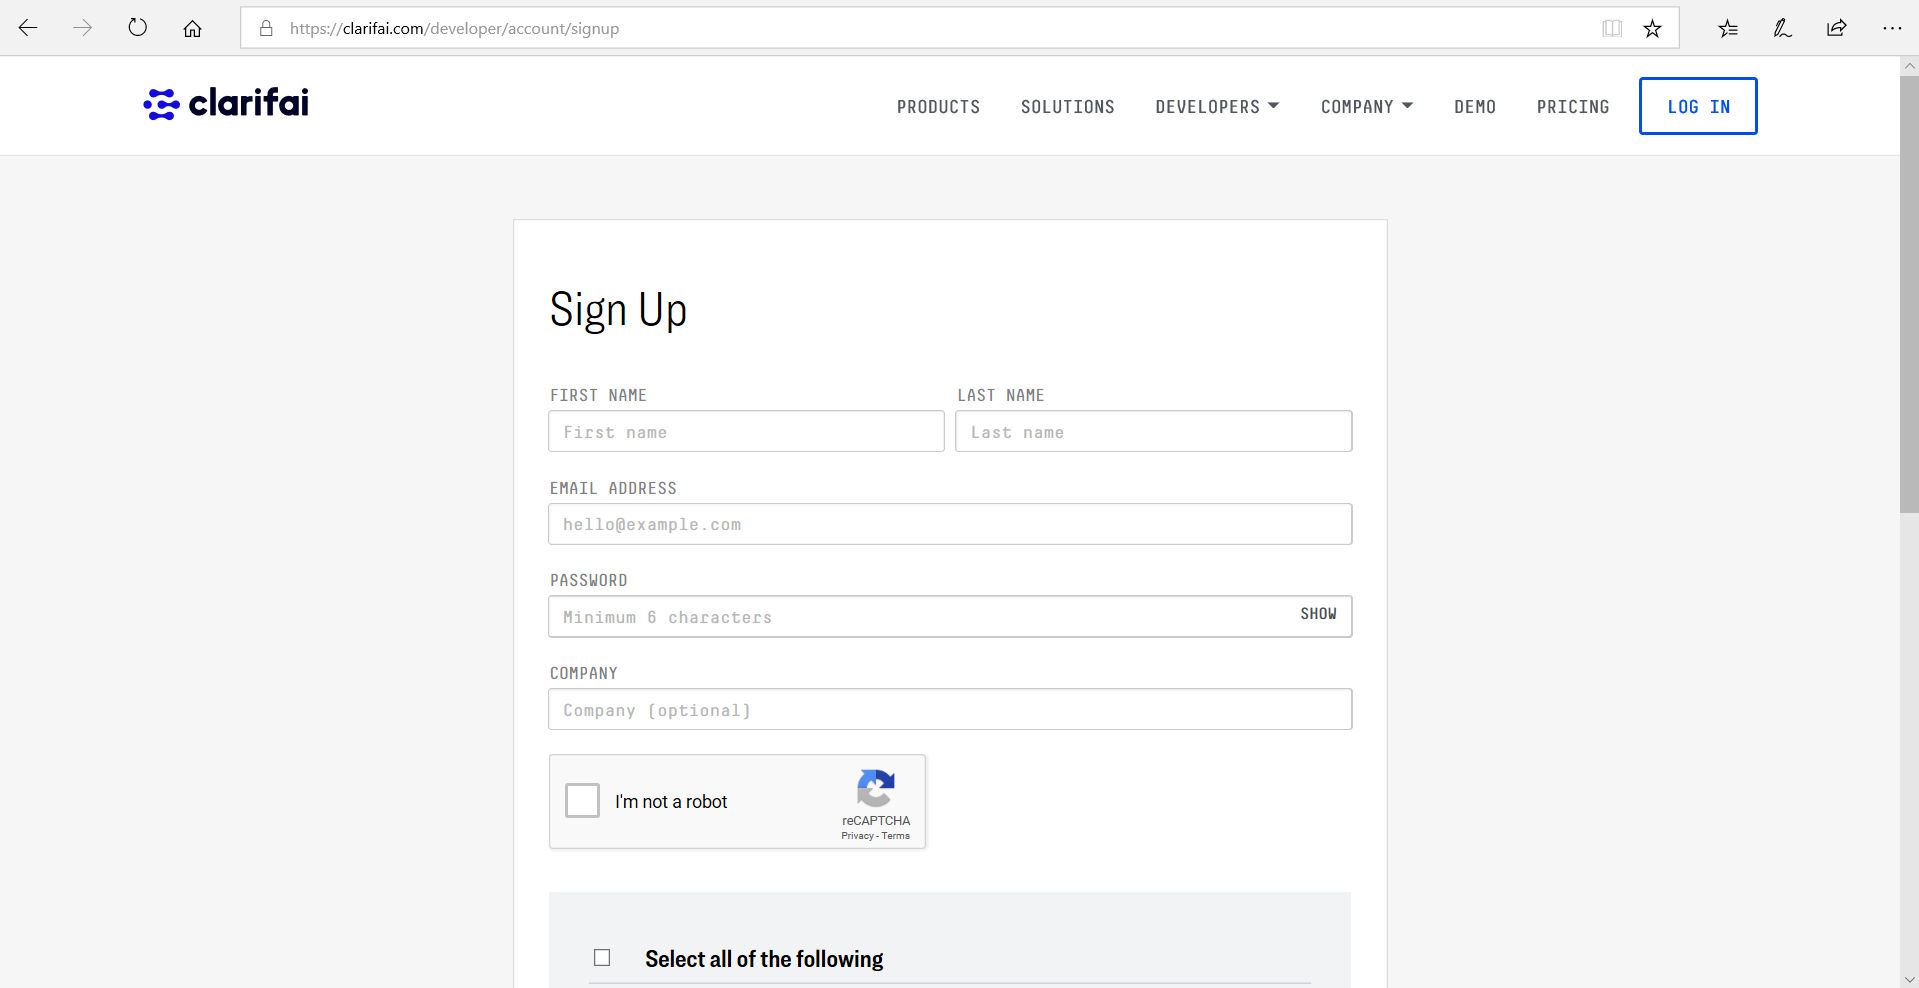 https://clarifai.com/developer/account/signup
clarifai
PRODUCTS SOLUTIONS DEVELOPERS COMPANY DEMO PRICING LOG IN
Sign Up
FIRST NAME LAST NAME
First name Last name
EMAIL ADDRESS
hello@example.com
PASSWORD
Minimum 6 characters SHOW
COMPANY
Company (optional)
I'm not a robot
reCAPTCHA
Privacy - Terms
Select all of the following